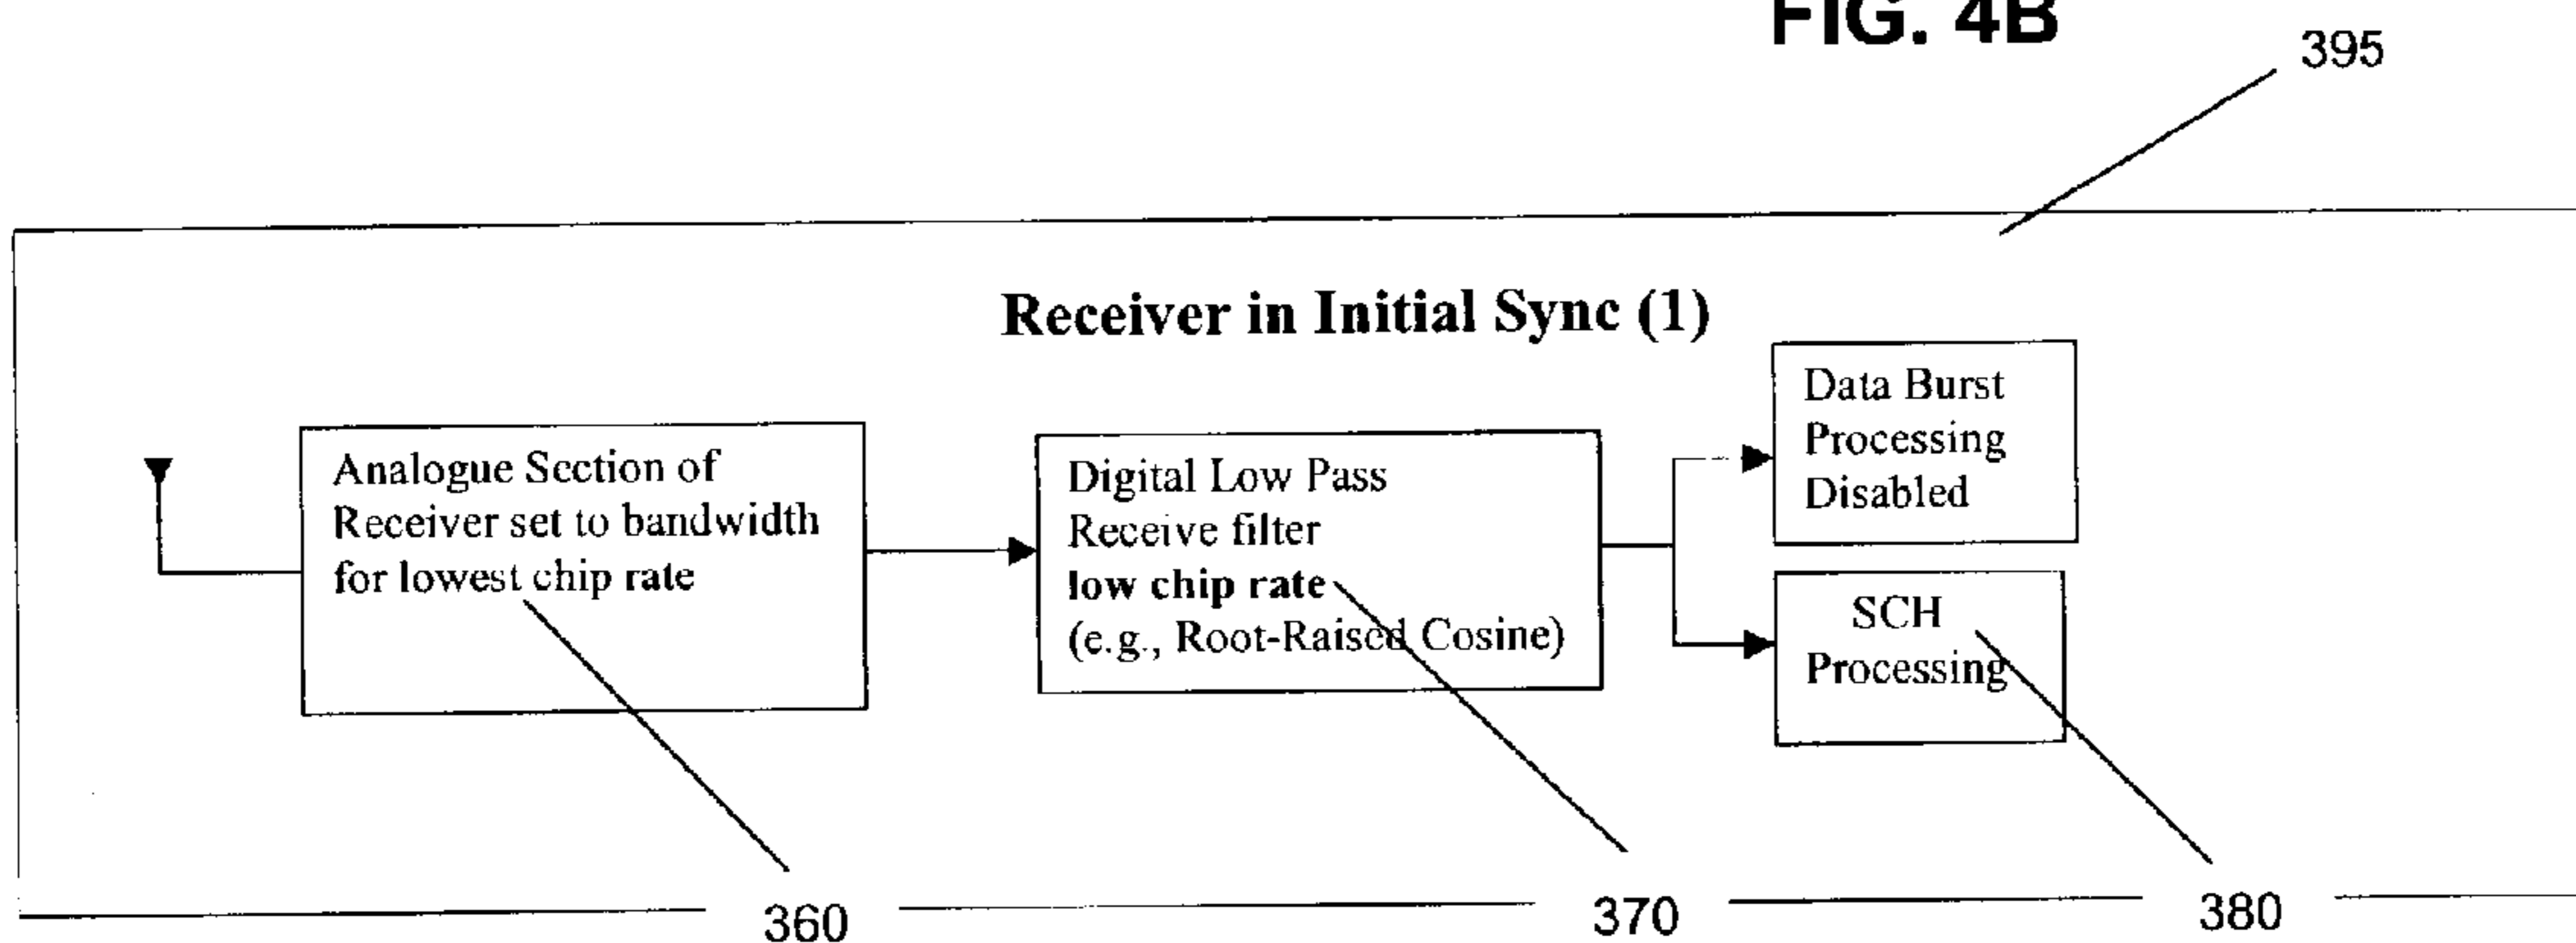 FIG. 4B
395
Receiver in Initial Sync (1)
Analogue Section of
Receiver set to bandwidth
for lowest chip rate
Digital Low Pass
Receive filter
low chip rate
(e.g., Root-Raised Cosine)
Data Burst
Processing
Disabled
SCH
Processing
360
370
380